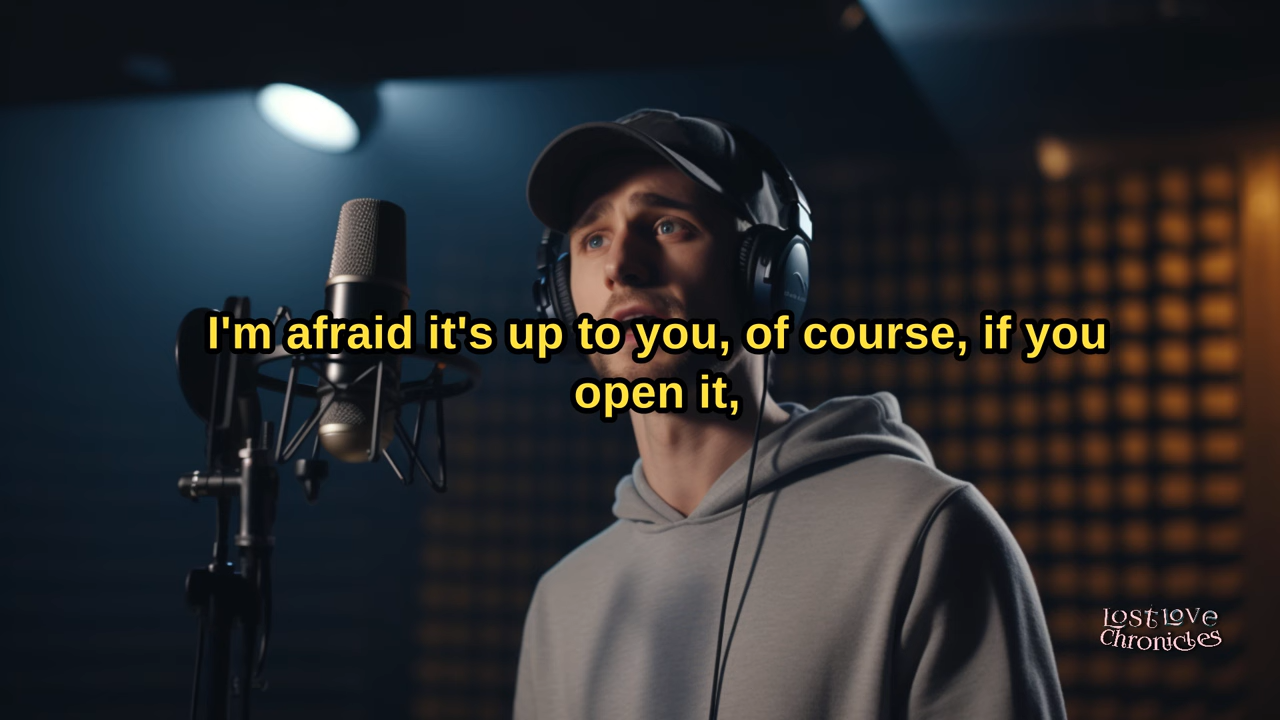 I'm afraid it's up to you, of course, if you
open it,
Lost love
Chronicles